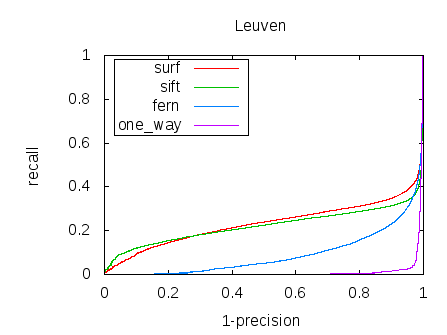 Leuven
1
surf
sift
fern
one_way
0.8
0.6
0.4
0.2
0
recall
0 0.2 0.4 0.6 0.8 1
1-precision